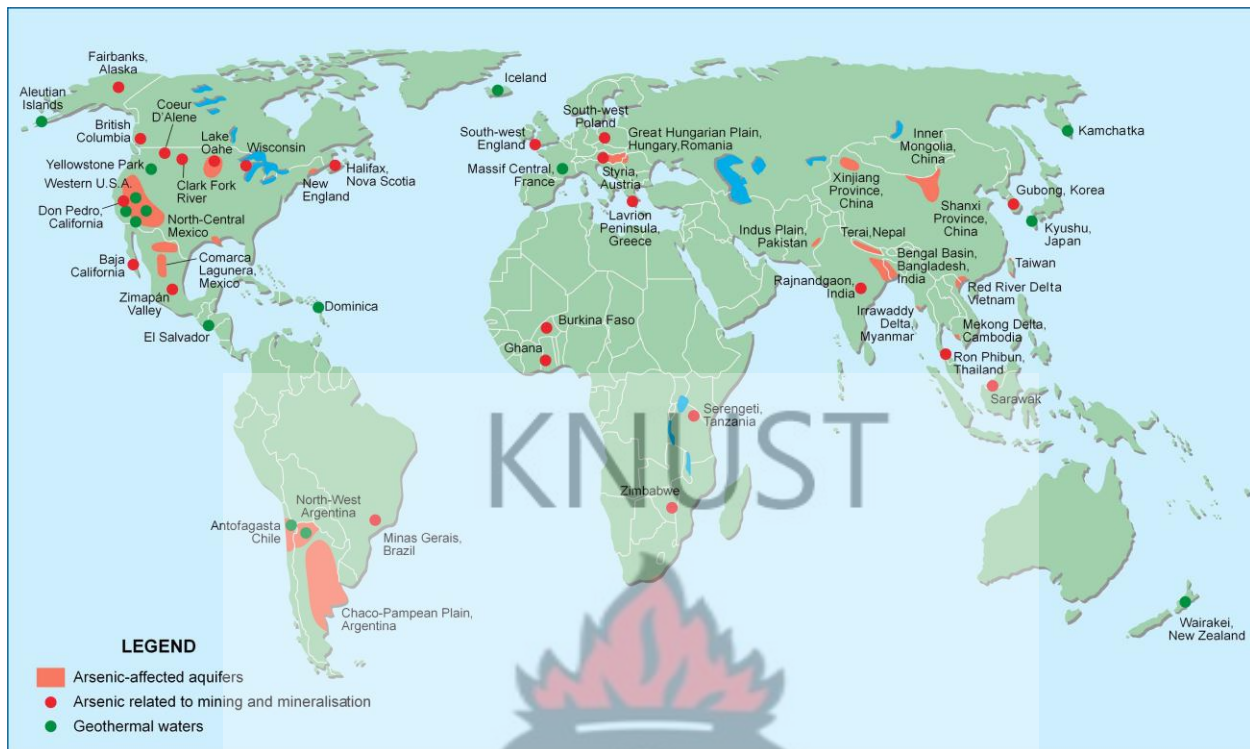 Fairbanks,
Alaska
Aleutian
Islands
Coeur
D'Alene
British
Columbia
Lake
Oahe
Wisconsin
Yellowstone Park
Western U.S.A.
Clark Fork
River
New
England
Halifax,
Nova Scotia
Don Pedro,
California
North-Central
Mexico
Baja
California
Comarca
Lagunera,
Mexico
Zimapán
Valley
El Salvador
Dominica
Iceland
South-west
England
South-west
Poland
Great Hungarian Plain,
Hungary,Romania
Massif Central,
France
Styria,
Austria
Lavrion
Peninsula,
Greece
Inner
Mongolia,
China
Kamchatka
Xinjiang
Province,
China
Shanxi
Province,
China
Gubong, Korea
Kyushu,
Japan
Indus Plain,
Pakistan
Terai,Nepal
Bengal Basin,
Bangladesh,
India
Taiwan
Rajnandgaon,
India
Red River Delta
Vietnam
Irrawaddy
Delta,
Myanmar
Mekong Delta,
Cambodia
Ron Phibun,
Thailand
Sarawak
Burkina Faso
Ghana
Serengeti,
Tanzania
KNUST
Zimbabwe
North-West
Argentina
Antofagasta
Chile
Minas Gerais,
Brazil
Chaco-Pampean Plain,
Argentina
Wairakei,
New Zealand
LEGEND
Arsenic-affected aquifers
Arsenic related to mining and mineralisation
Geothermal waters